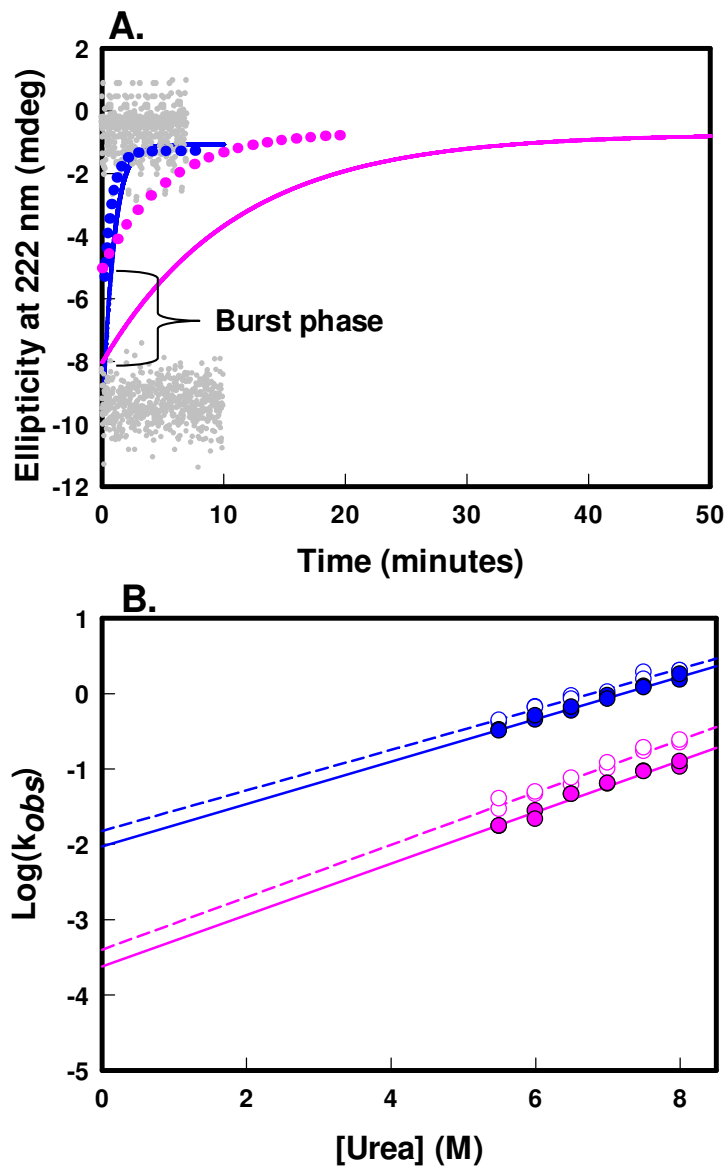 A.
2
0
-2
-4
-6
-8
-10
-12
Ellipticity at 222 nm (mdeg)
Burst phase
0 10 20 30 40 50
Time (minutes)
B.
1
0
-1
-2
-3
-4
-5
Log(kobs)
0 2 4 6 8
[Urea] (M)